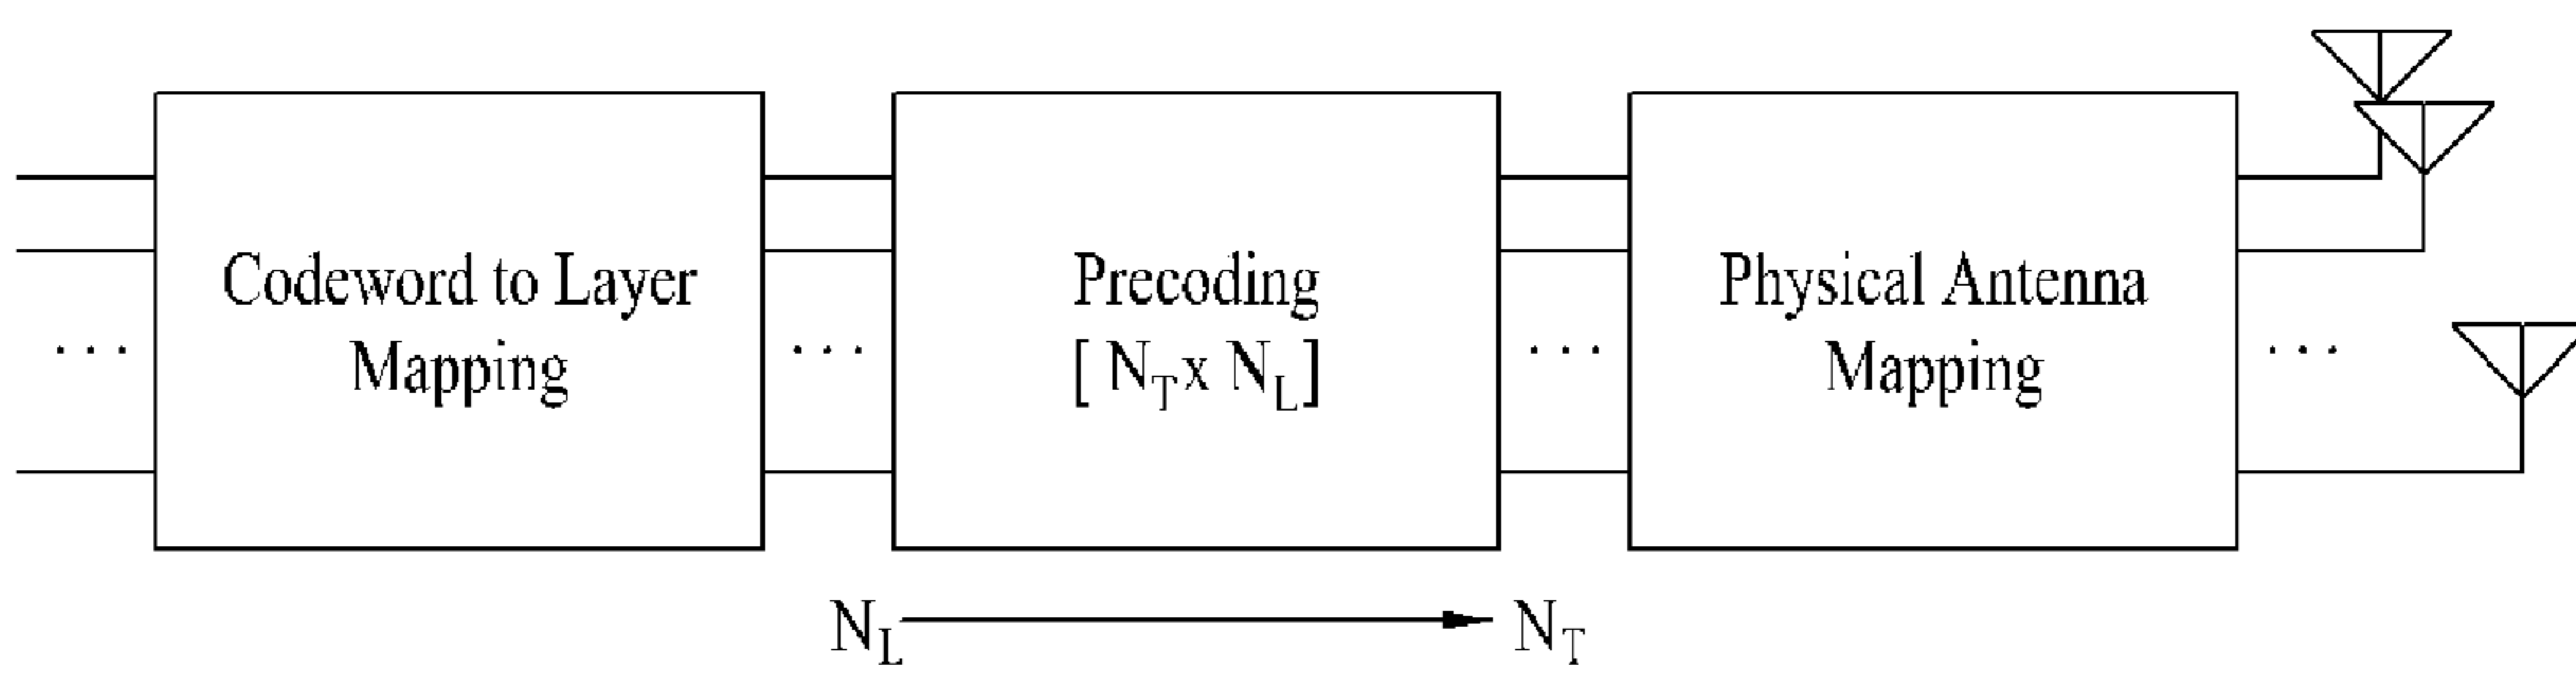 Codeword to Layer
Mapping
. . .
Precoding
[ N_T x N_L ]
. . .
Physical Antenna
Mapping
. . .
. . .
N_L
N_T